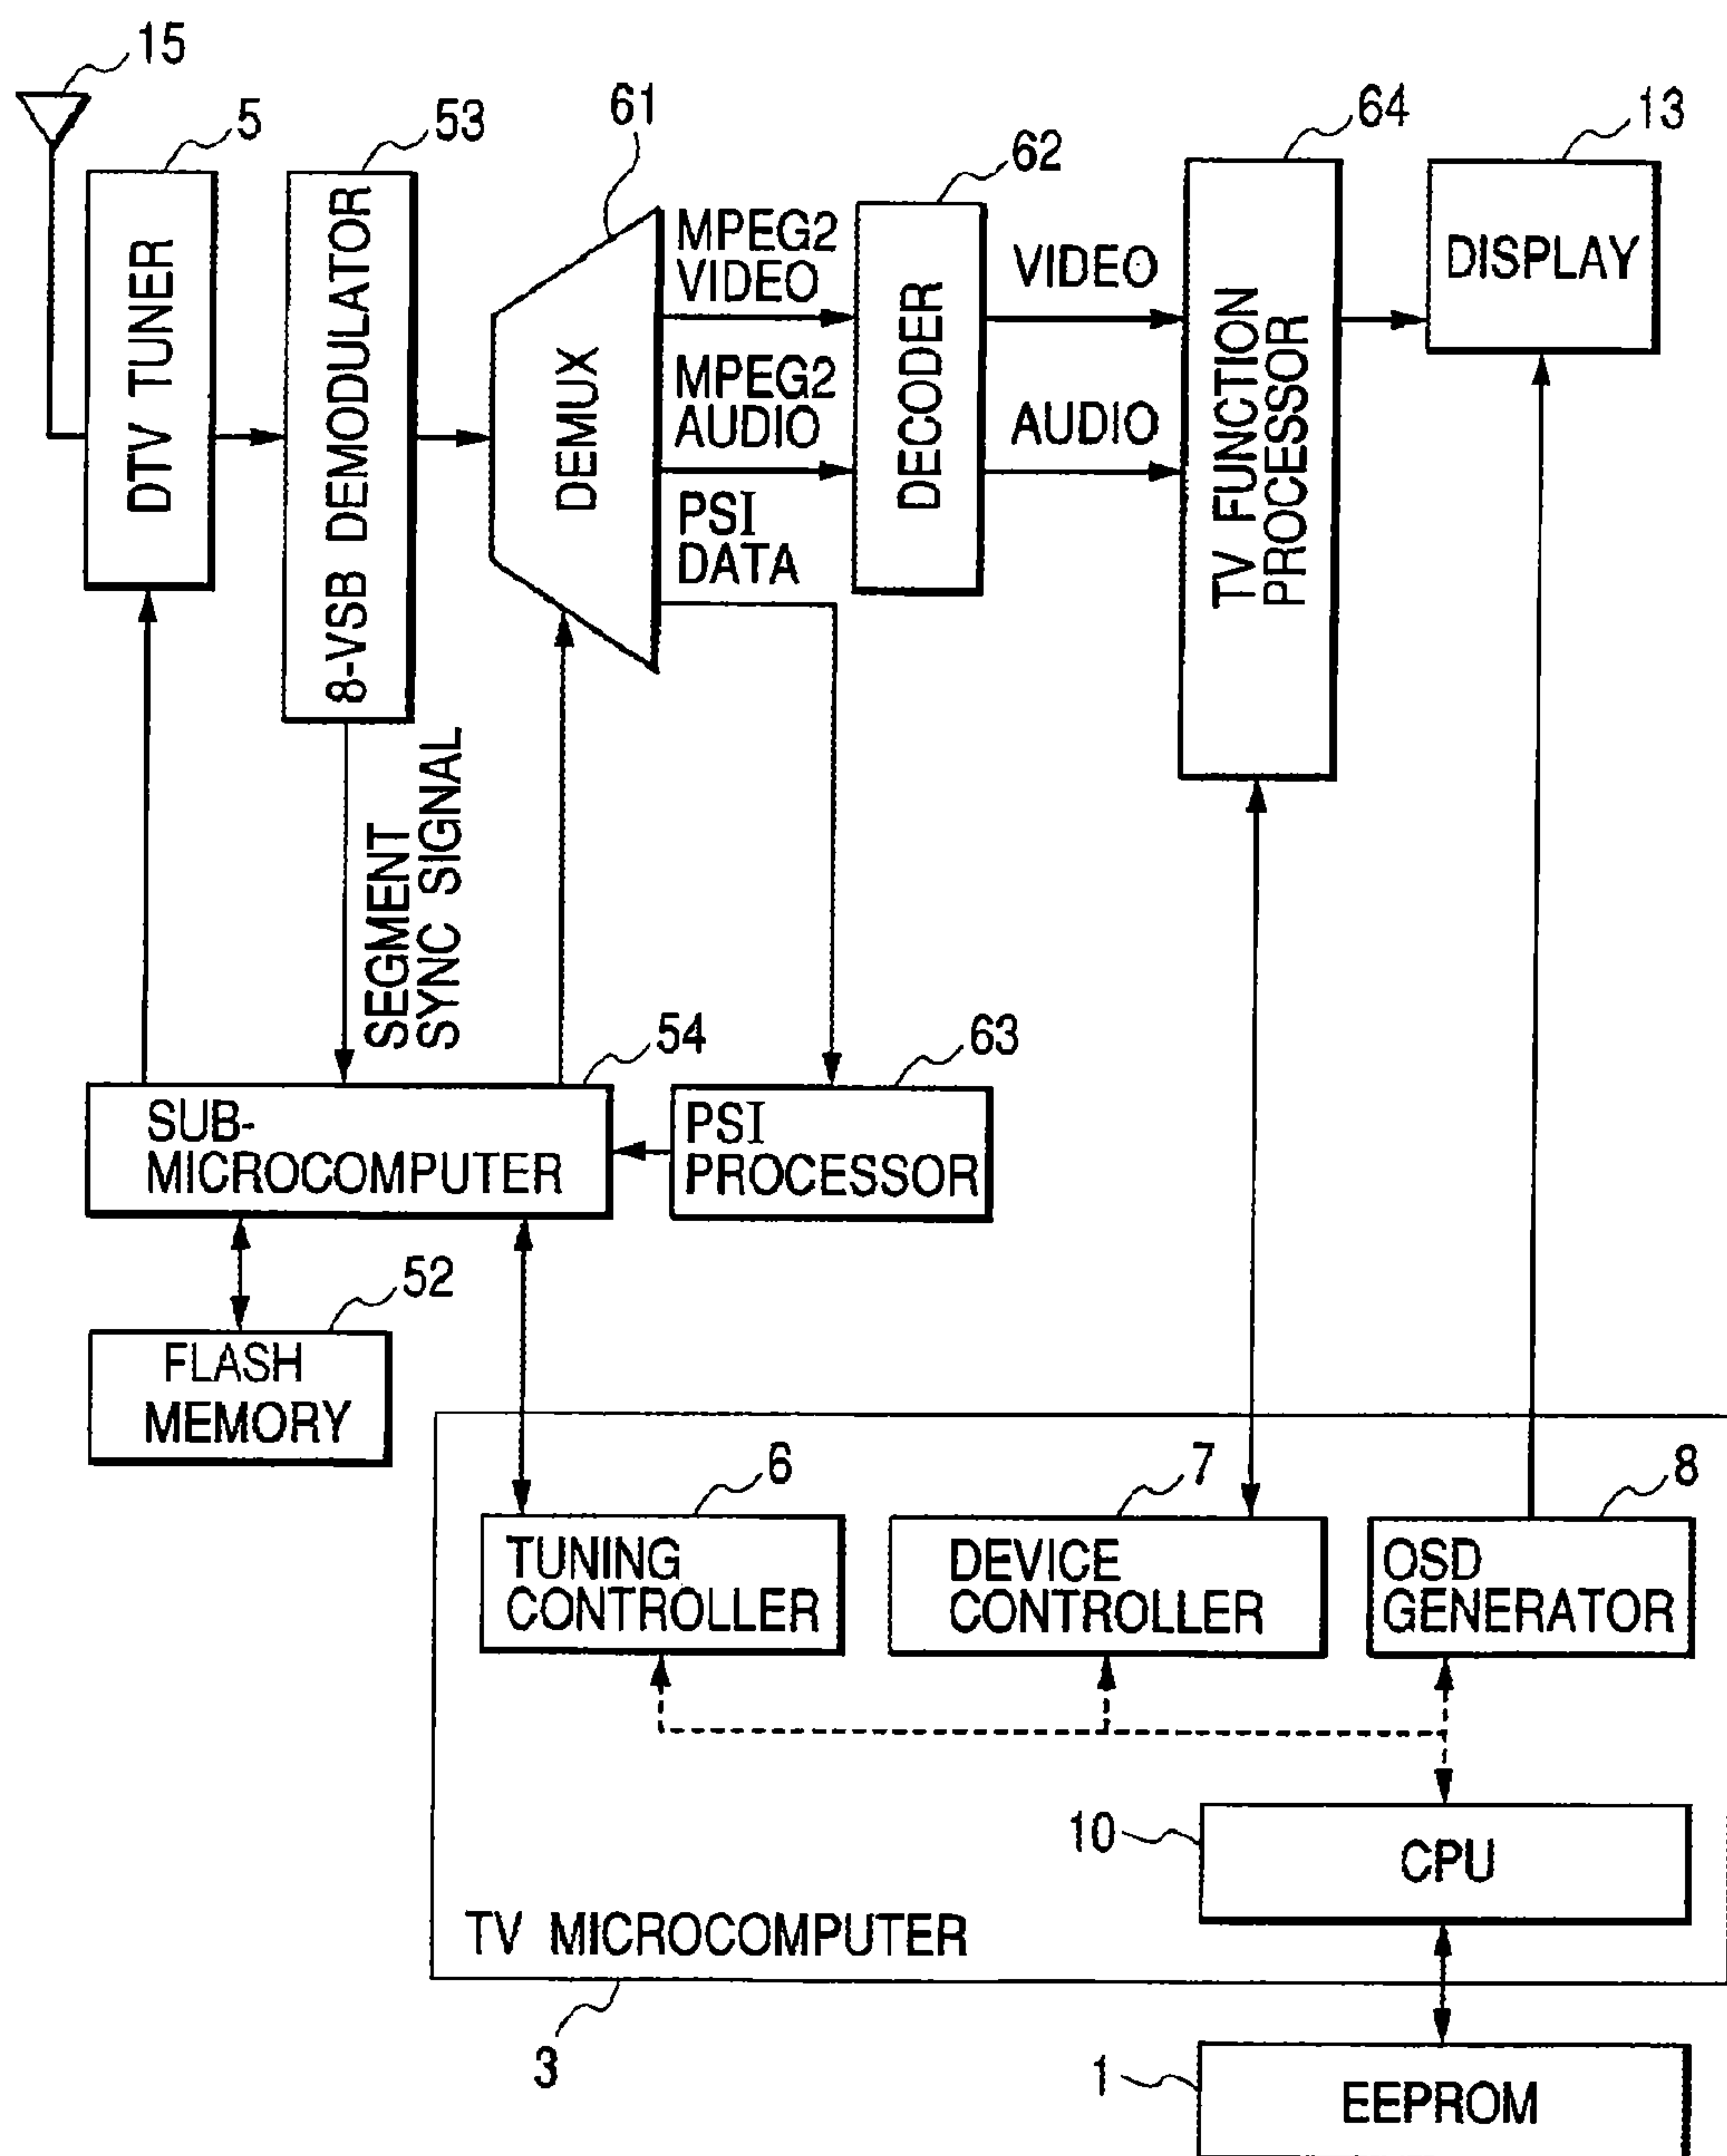 15
5
53
61
62
64
13
DTV TUNER
8-VSB DEMODULATOR
DEMUX
MPEG2
VIDEO
MPEG2
AUDIO
PSI
DATA
DECODER
VIDEO
AUDIO
TV FUNCTION
PROCESSOR
DISPLAY
SEGMENT
SYNC SIGNAL
54
63
SUB-
MICROCOMPUTER
PSI
PROCESSOR
52
FLASH
MEMORY
6
7
8
TUNING
CONTROLLER
DEVICE
CONTROLLER
OSD
GENERATOR
10
CPU
TV MICROCOMPUTER
3
1
EEPROM